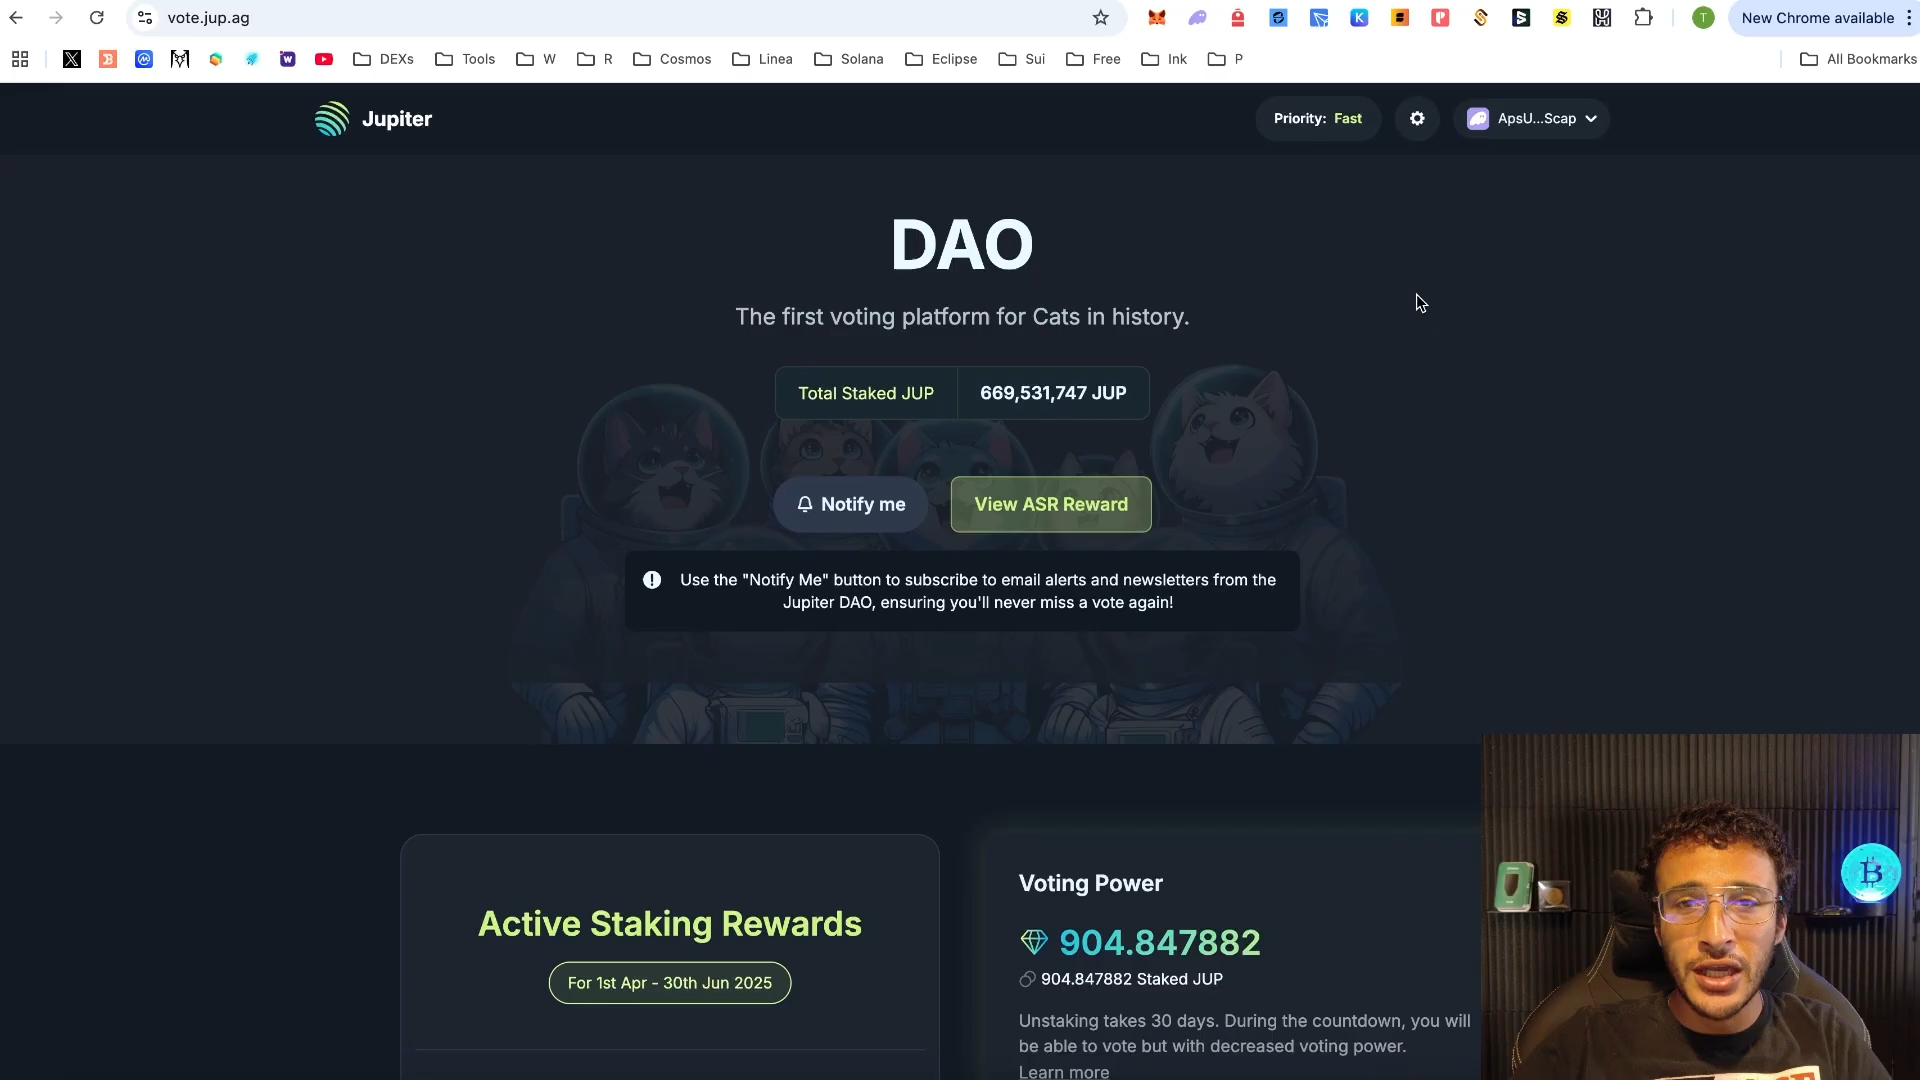 vote.jup.ag
New Chrome available
DEXs
Tools
W
R
Cosmos
Linea
Solana
Eclipse
Sui
Free
Ink
P
All Bookmarks
Jupiter
Priority: Fast
ApsU...Scap
DAO
The first voting platform for Cats in history.
Total Staked JUP
669,531,747 JUP
Notify me
View ASR Reward
Use the "Notify Me" button to subscribe to email alerts and newsletters from the
Jupiter DAO, ensuring you'll never miss a vote again!
Active Staking Rewards
For 1st Apr - 30th Jun 2025
Voting Power
904.847882
904.847882 Staked JUP
Unstaking takes 30 days. During the countdown, you will
be able to vote but with decreased voting power.
Learn more